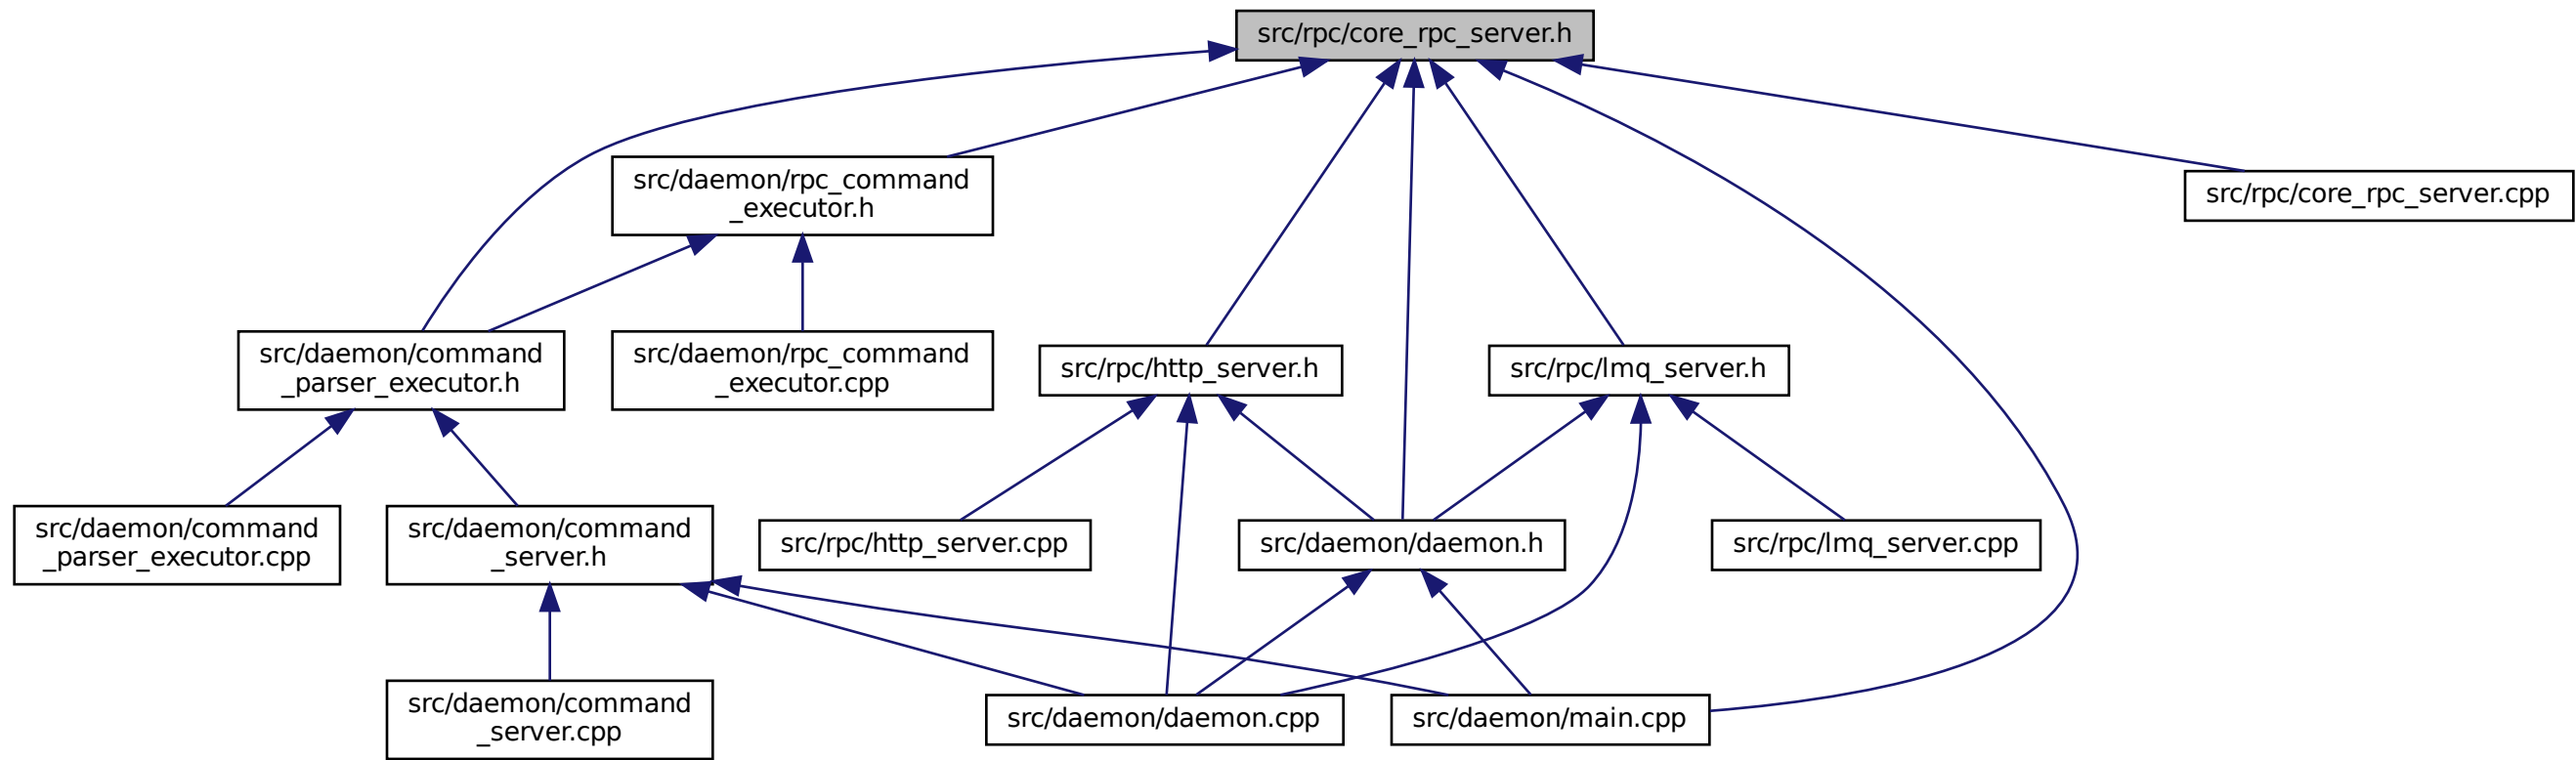 src/rpc/core_rpc_server.h
src/daemon/rpc_command
_executor.h
src/rpc/core_rpc_server.cpp
src/daemon/command
_parser_executor.h
src/daemon/rpc_command
_executor.cpp
src/rpc/http_server.h
src/rpc/lmq_server.h
src/daemon/command
_parser_executor.cpp
src/daemon/command
_server.h
src/rpc/http_server.cpp
src/daemon/daemon.h
src/rpc/lmq_server.cpp
src/daemon/command
_server.cpp
src/daemon/daemon.cpp
src/daemon/main.cpp